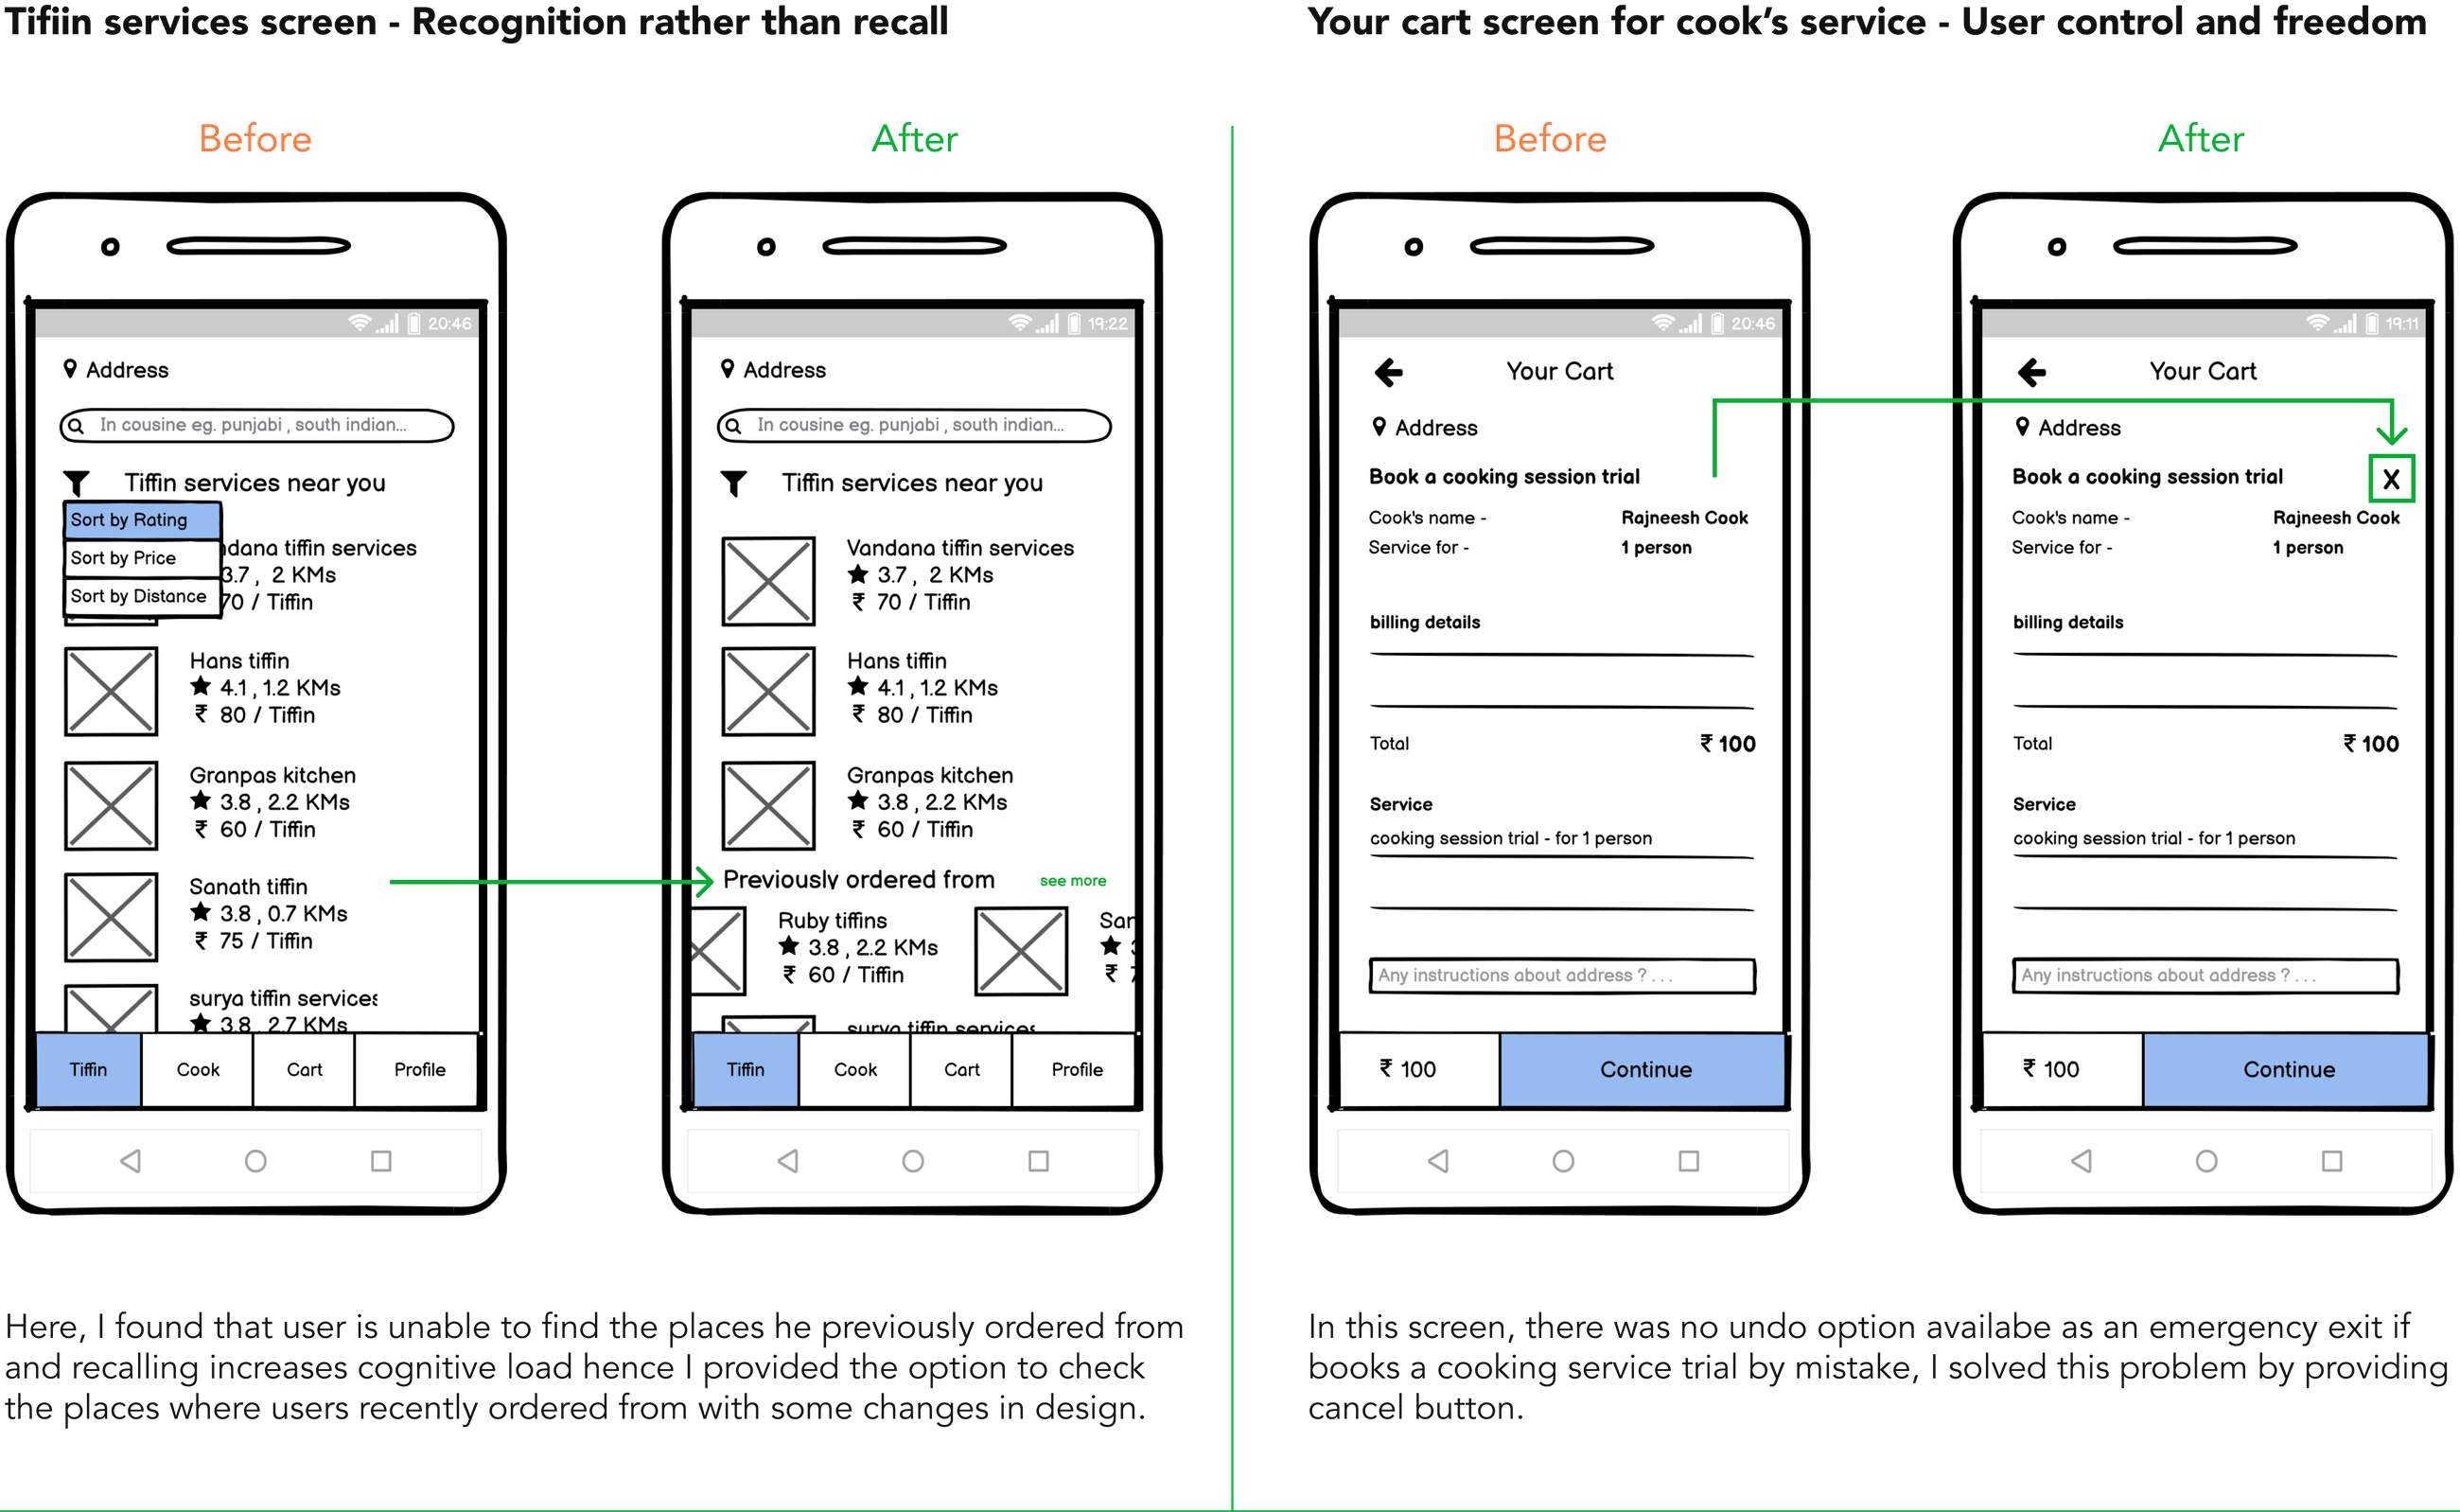 Tifiin services screen - Recognition rather than recall
Before
After
20:46
Address
In cousine eg. punjabi , south indian...
Tiffin services near you
Sort by Rating
Sort by Price
Sort by Distance
ndana tiffin services
3.7 , 2 KMs
70 / Tiffin
Hans tiffin
★ 4.1 , 1.2 KMs
₹ 80 / Tiffin
Granpas kitchen
★ 3.8 , 2.2 KMs
₹ 60 / Tiffin
Sanath tiffin
★ 3.8 , 0.7 KMs
₹ 75 / Tiffin
surya tiffin services
★ 3.8 , 2.7 KMs
Tiffin Cook Cart Profile
19:22
Address
In cousine eg. punjabi , south indian...
Tiffin services near you
Vandana tiffin services
★ 3.7 , 2 KMs
₹ 70 / Tiffin
Hans tiffin
★ 4.1 , 1.2 KMs
₹ 80 / Tiffin
Granpas kitchen
★ 3.8 , 2.2 KMs
₹ 60 / Tiffin
Previously ordered from see more
Ruby tiffins
★ 3.8 , 2.2 KMs
₹ 60 / Tiffin
San
★
₹
surya tiffin services
Tiffin Cook Cart Profile
Here, I found that user is unable to find the places he previously ordered from
and recalling increases cognitive load hence I provided the option to check
the places where users recently ordered from with some changes in design.
Your cart screen for cook’s service - User control and freedom
Before
After
20:46
Your Cart
Address
Book a cooking session trial
Cook's name - Rajneesh Cook
Service for - 1 person
billing details
Total ₹ 100
Service
cooking session trial - for 1 person
Any instructions about address ? . . .
₹ 100 Continue
19:11
Your Cart
Address
Book a cooking session trial X
Cook's name - Rajneesh Cook
Service for - 1 person
billing details
Total ₹ 100
Service
cooking session trial - for 1 person
Any instructions about address ? . . .
₹ 100 Continue
In this screen, there was no undo option availabe as an emergency exit if
books a cooking service trial by mistake, I solved this problem by providing
cancel button.